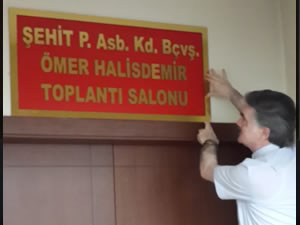 ŞEHİT P. Asb. Kd. Bçvş.
ÖMER HALİSDEMİR
TOPLANTI SALONU